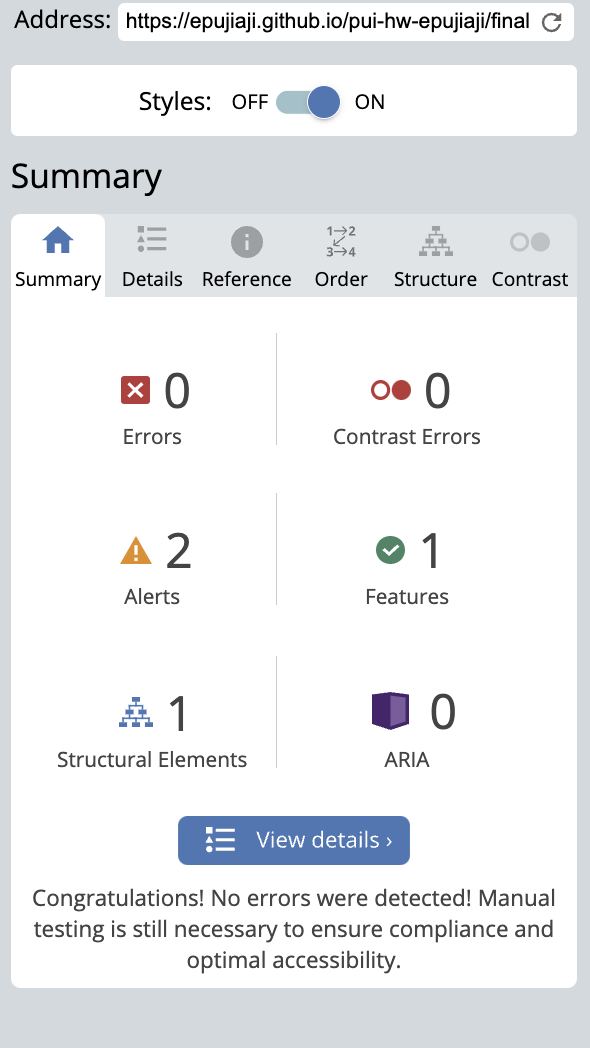 Address: https://epujiaji.github.io/pui-hw-epujiaji/final
Styles: OFF ON
Summary
1→2
3→4
Summary Details Reference Order Structure Contrast
0 0
Errors Contrast Errors
2 1
Alerts Features
1 0
Structural Elements ARIA
View details ›
Congratulations! No errors were detected! Manual
testing is still necessary to ensure compliance and
optimal accessibility.